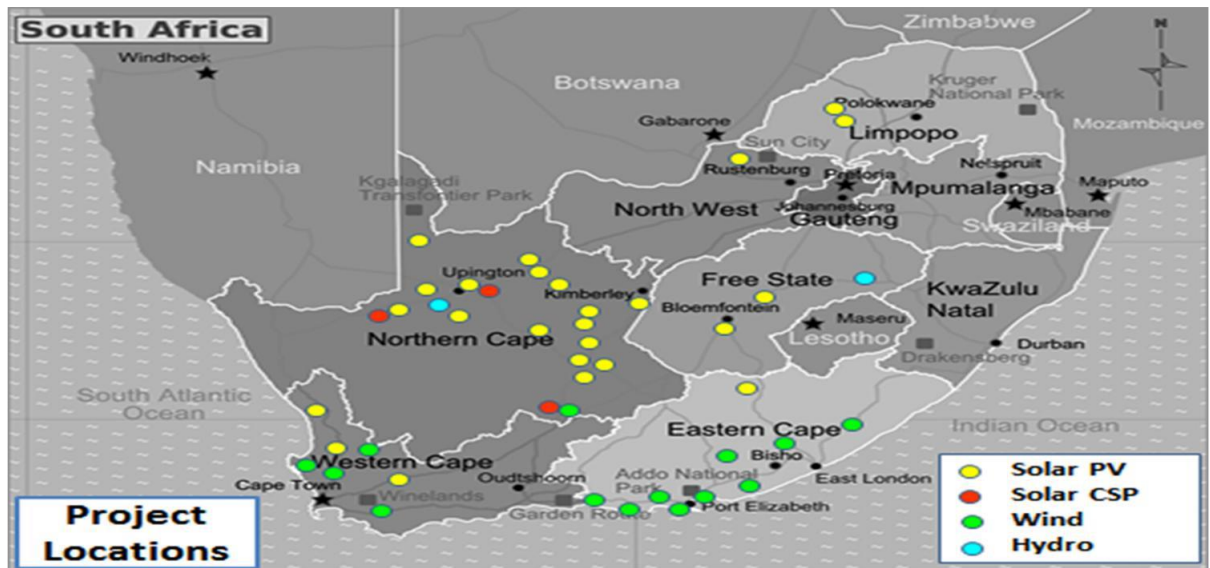 South Africa
Zimbabwe
N
Windhoek
Botswana
Kruger
National Park
Polokwane
Limpopo
Gabarone
Mozambique
Sun City
Namibia
Rustenburg
Pretoria
Nelspruit
Kgalagadi
Transfontier Park
Mpumalanga
Maputo
North West
Johannesburg
Gauteng
Mbabane
Swaziland
Upington
Free State
Kimberley
KwaZulu
Natal
Bloemfontein
Northern Cape
Maseru
Lesotho
Durban
Drakensberg
South Atlantic
Ocean
Eastern Cape
Indian Ocean
Western Cape
Bisho
Addo National
Park
East London
Oudtshoorn
Cape Town
Winelands
Garden Route
Port Elizabeth
Project
Locations
Solar PV
Solar CSP
Wind
Hydro